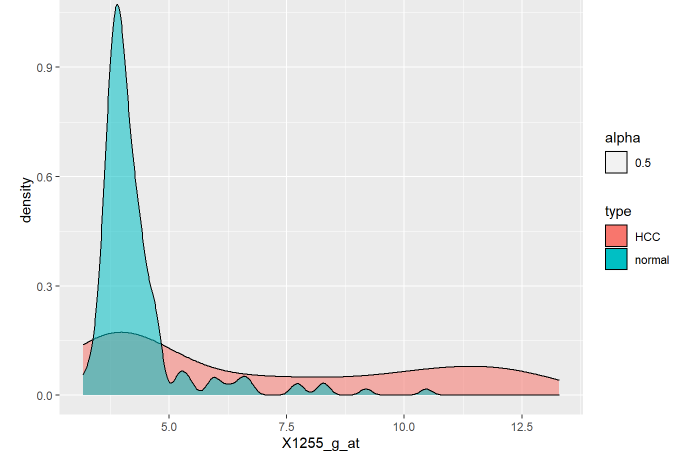 density
0.9
0.6
0.3
0.0
5.0 7.5 10.0 12.5
X1255_g_at
alpha
0.5
type
HCC
normal